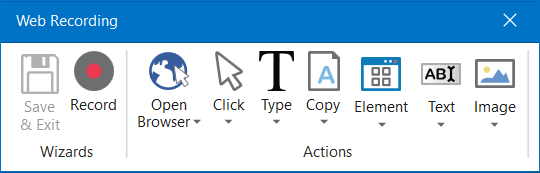 Web Recording
Save
& Exit
Record
Open
Browser
Click
T
Type
A
Copy
Element
AB
Text
Image
Wizards
Actions